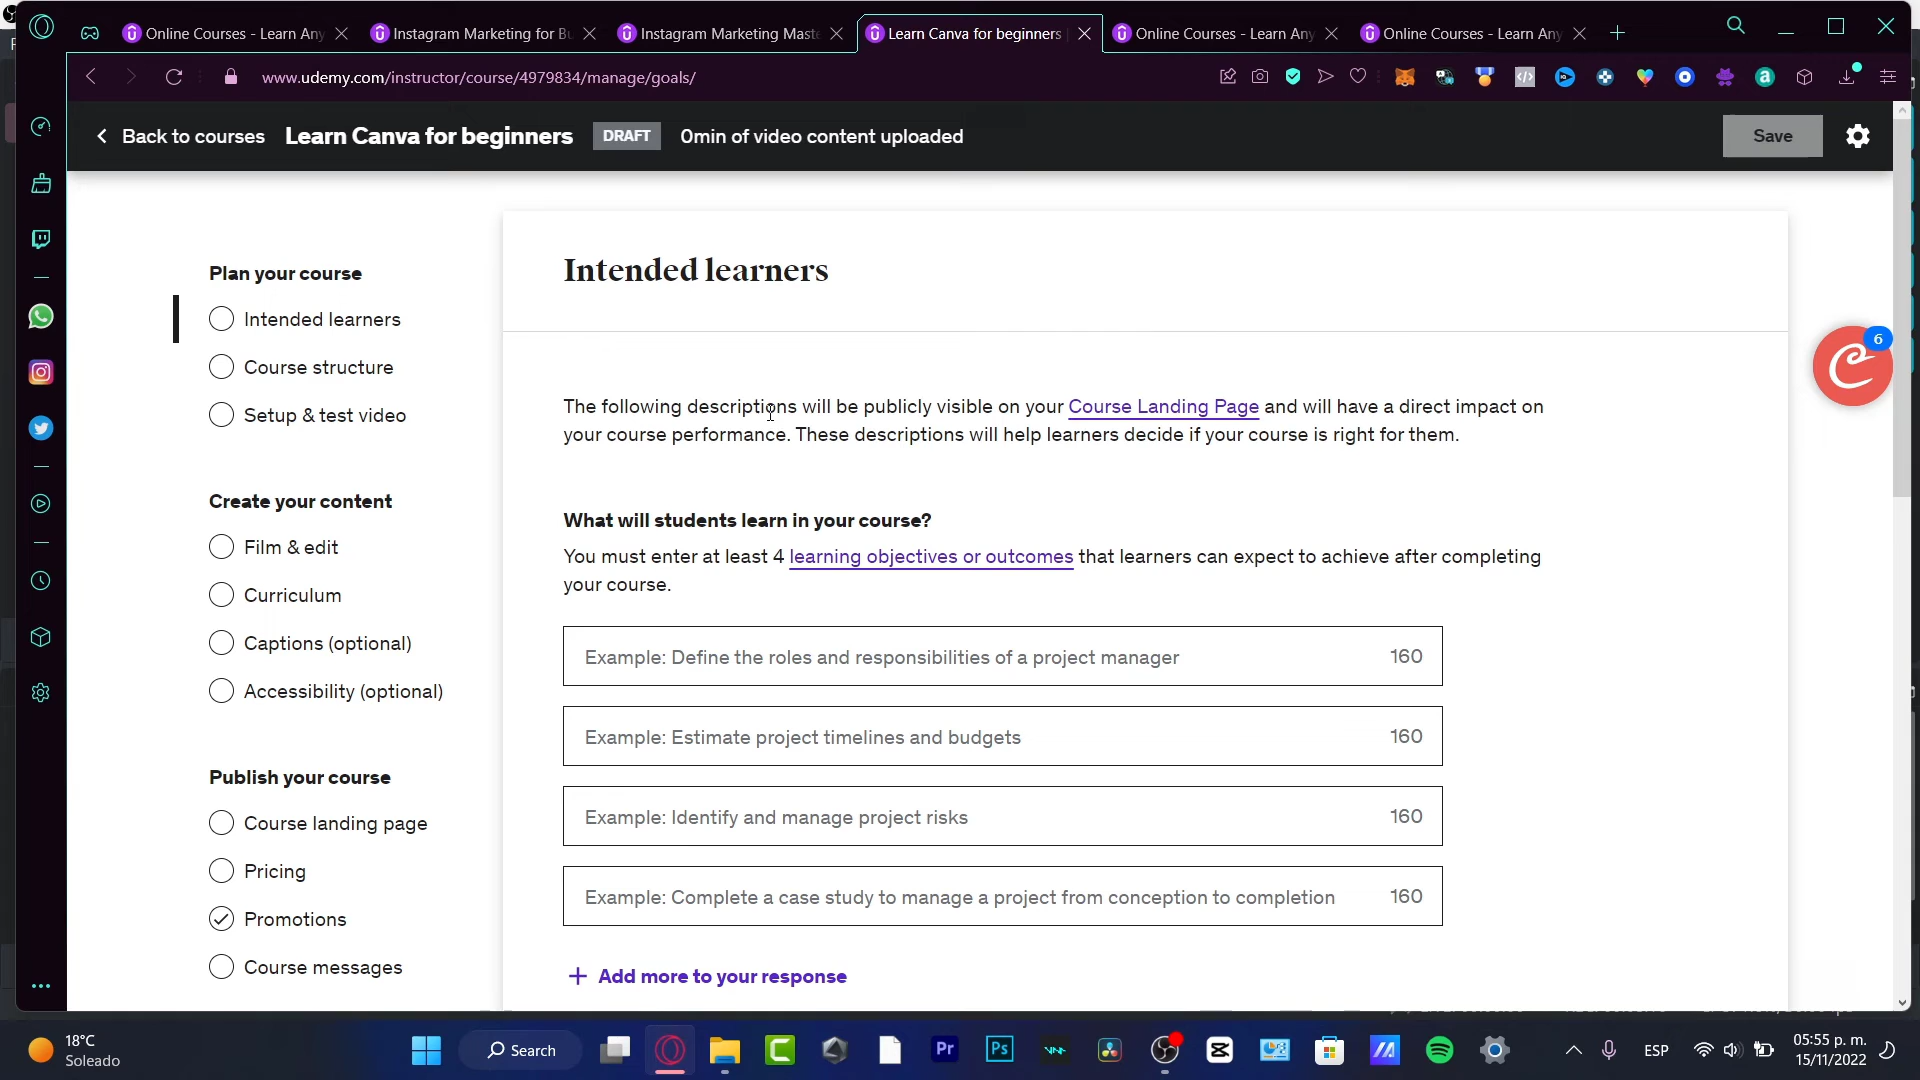 Online Courses - Learn Any
Instagram Marketing for Bu
Instagram Marketing Maste
Learn Canva for beginners |
Online Courses - Learn Any
Online Courses - Learn Any
www.udemy.com/instructor/course/4979834/manage/goals/
Back to courses
Learn Canva for beginners
DRAFT
0min of video content uploaded
Save
Plan your course
Intended learners
Course structure
Setup & test video
Create your content
Film & edit
Curriculum
Captions (optional)
Accessibility (optional)
Publish your course
Course landing page
Pricing
Promotions
Course messages
Intended learners
The following descriptions will be publicly visible on your Course Landing Page and will have a direct impact on
your course performance. These descriptions will help learners decide if your course is right for them.
What will students learn in your course?
You must enter at least 4 learning objectives or outcomes that learners can expect to achieve after completing
your course.
Example: Define the roles and responsibilities of a project manager
160
Example: Estimate project timelines and budgets
160
Example: Identify and manage project risks
160
Example: Complete a case study to manage a project from conception to completion
160
Add more to your response
6
18°C
Soleado
Search
Pr
Ps
ESP
05:55 p. m.
15/11/2022